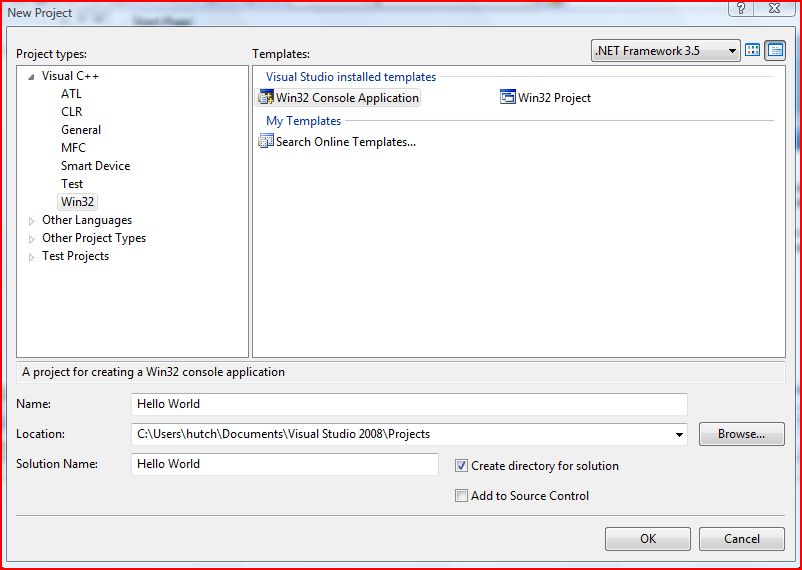 New Project
Project types:
Templates:
.NET Framework 3.5
Visual C++
ATL
CLR
General
MFC
Smart Device
Test
Win32
Other Languages
Other Project Types
Test Projects
Visual Studio installed templates
Win32 Console Application
Win32 Project
My Templates
Search Online Templates...
A project for creating a Win32 console application
Name:
Hello World
Location:
C:\Users\hutch\Documents\Visual Studio 2008\Projects
Browse...
Solution Name:
Hello World
Create directory for solution
Add to Source Control
OK
Cancel